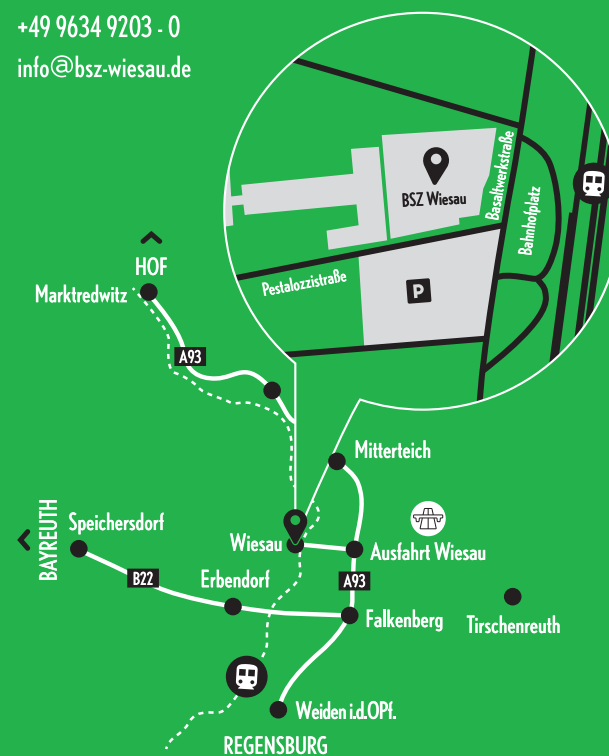 +49 9634 9203 - 0
info@bsz-wiesau.de
BSZ Wiesau
Basaltwerkstraße
Bahnhofplatz
Pestalozzistraße
P
HOF
Marktredwitz
A93
Mitterteich
BAYREUTH
Speichersdorf
Wiesau
Ausfahrt Wiesau
B22
Erbendorf
A93
Falkenberg
Tirschenreuth
Weiden i.d.OPf.
REGENSBURG